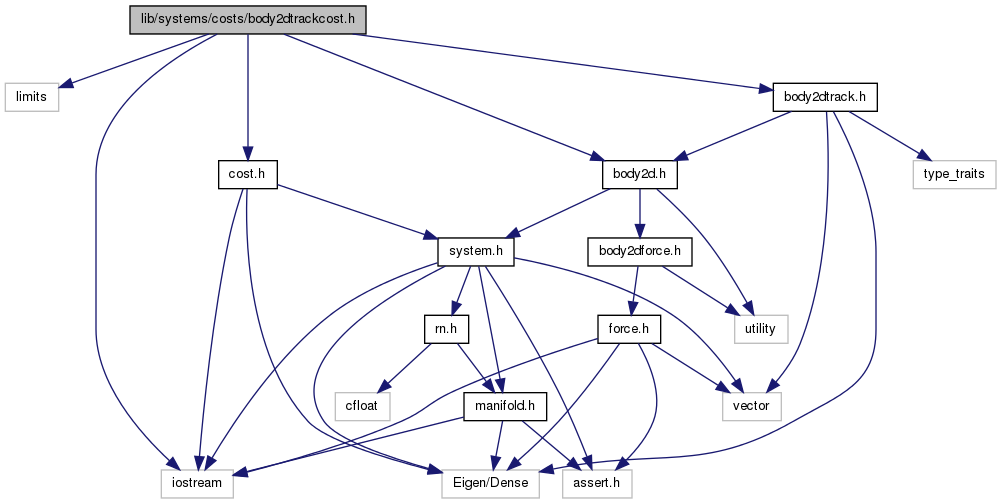 lib/systems/costs/body2dtrackcost.h
limits
body2dtrack.h
cost.h
body2d.h
type_traits
system.h
body2dforce.h
rn.h
force.h
utility
cfloat
manifold.h
vector
iostream
Eigen/Dense
assert.h